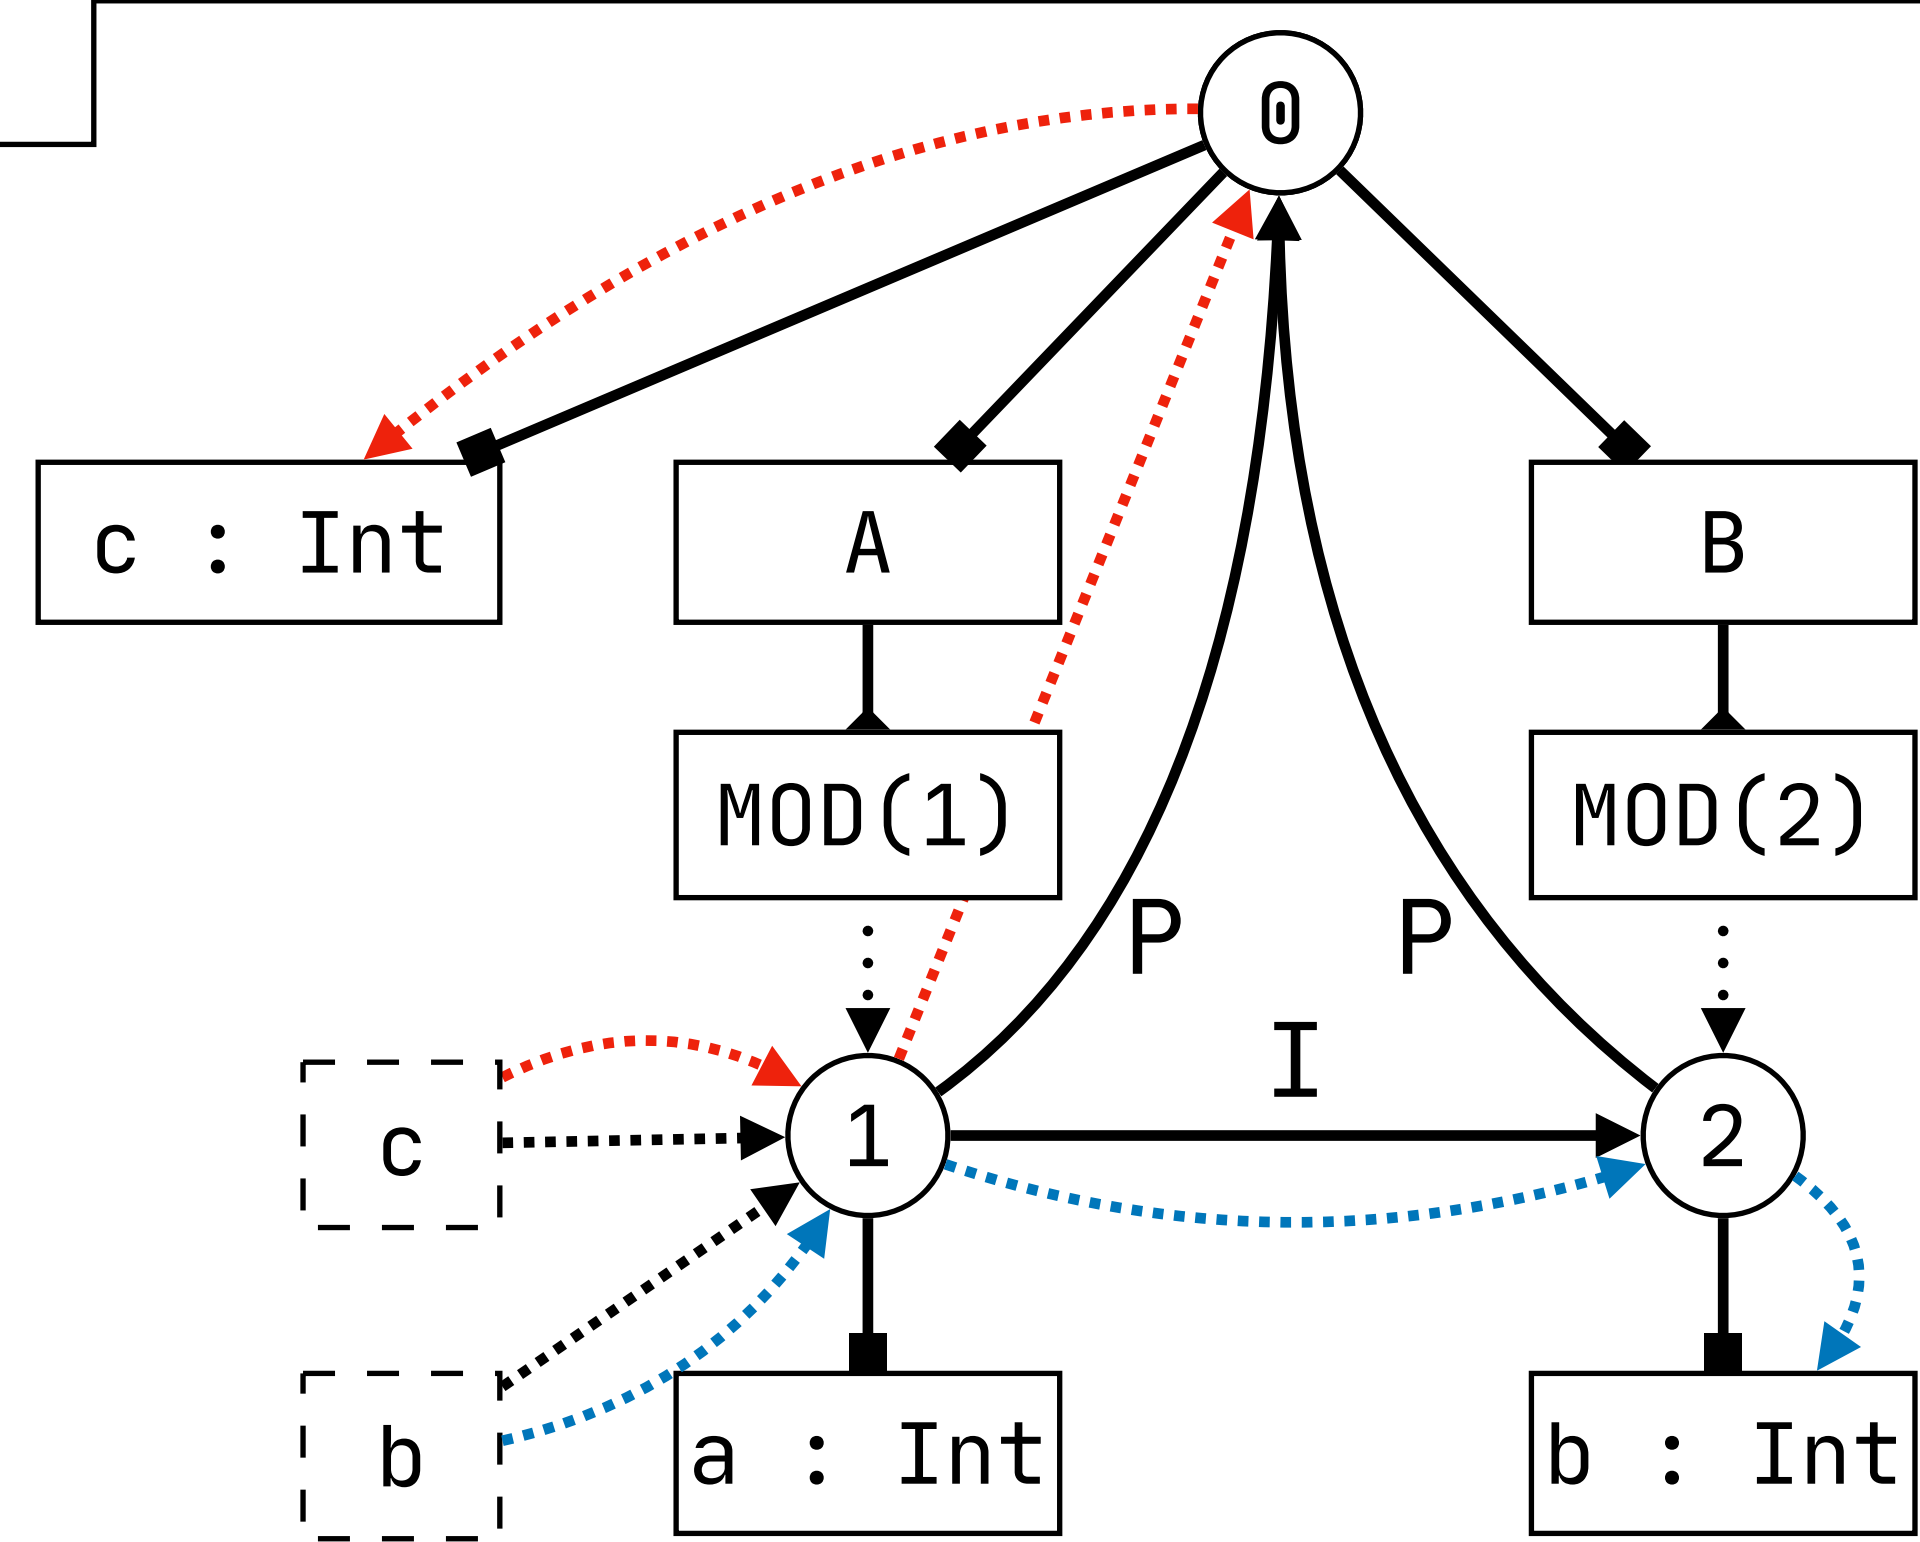 0
c : Int
A
B
MOD(1)
MOD(2)
P
P
I
c
1
2
b
a : Int
b : Int